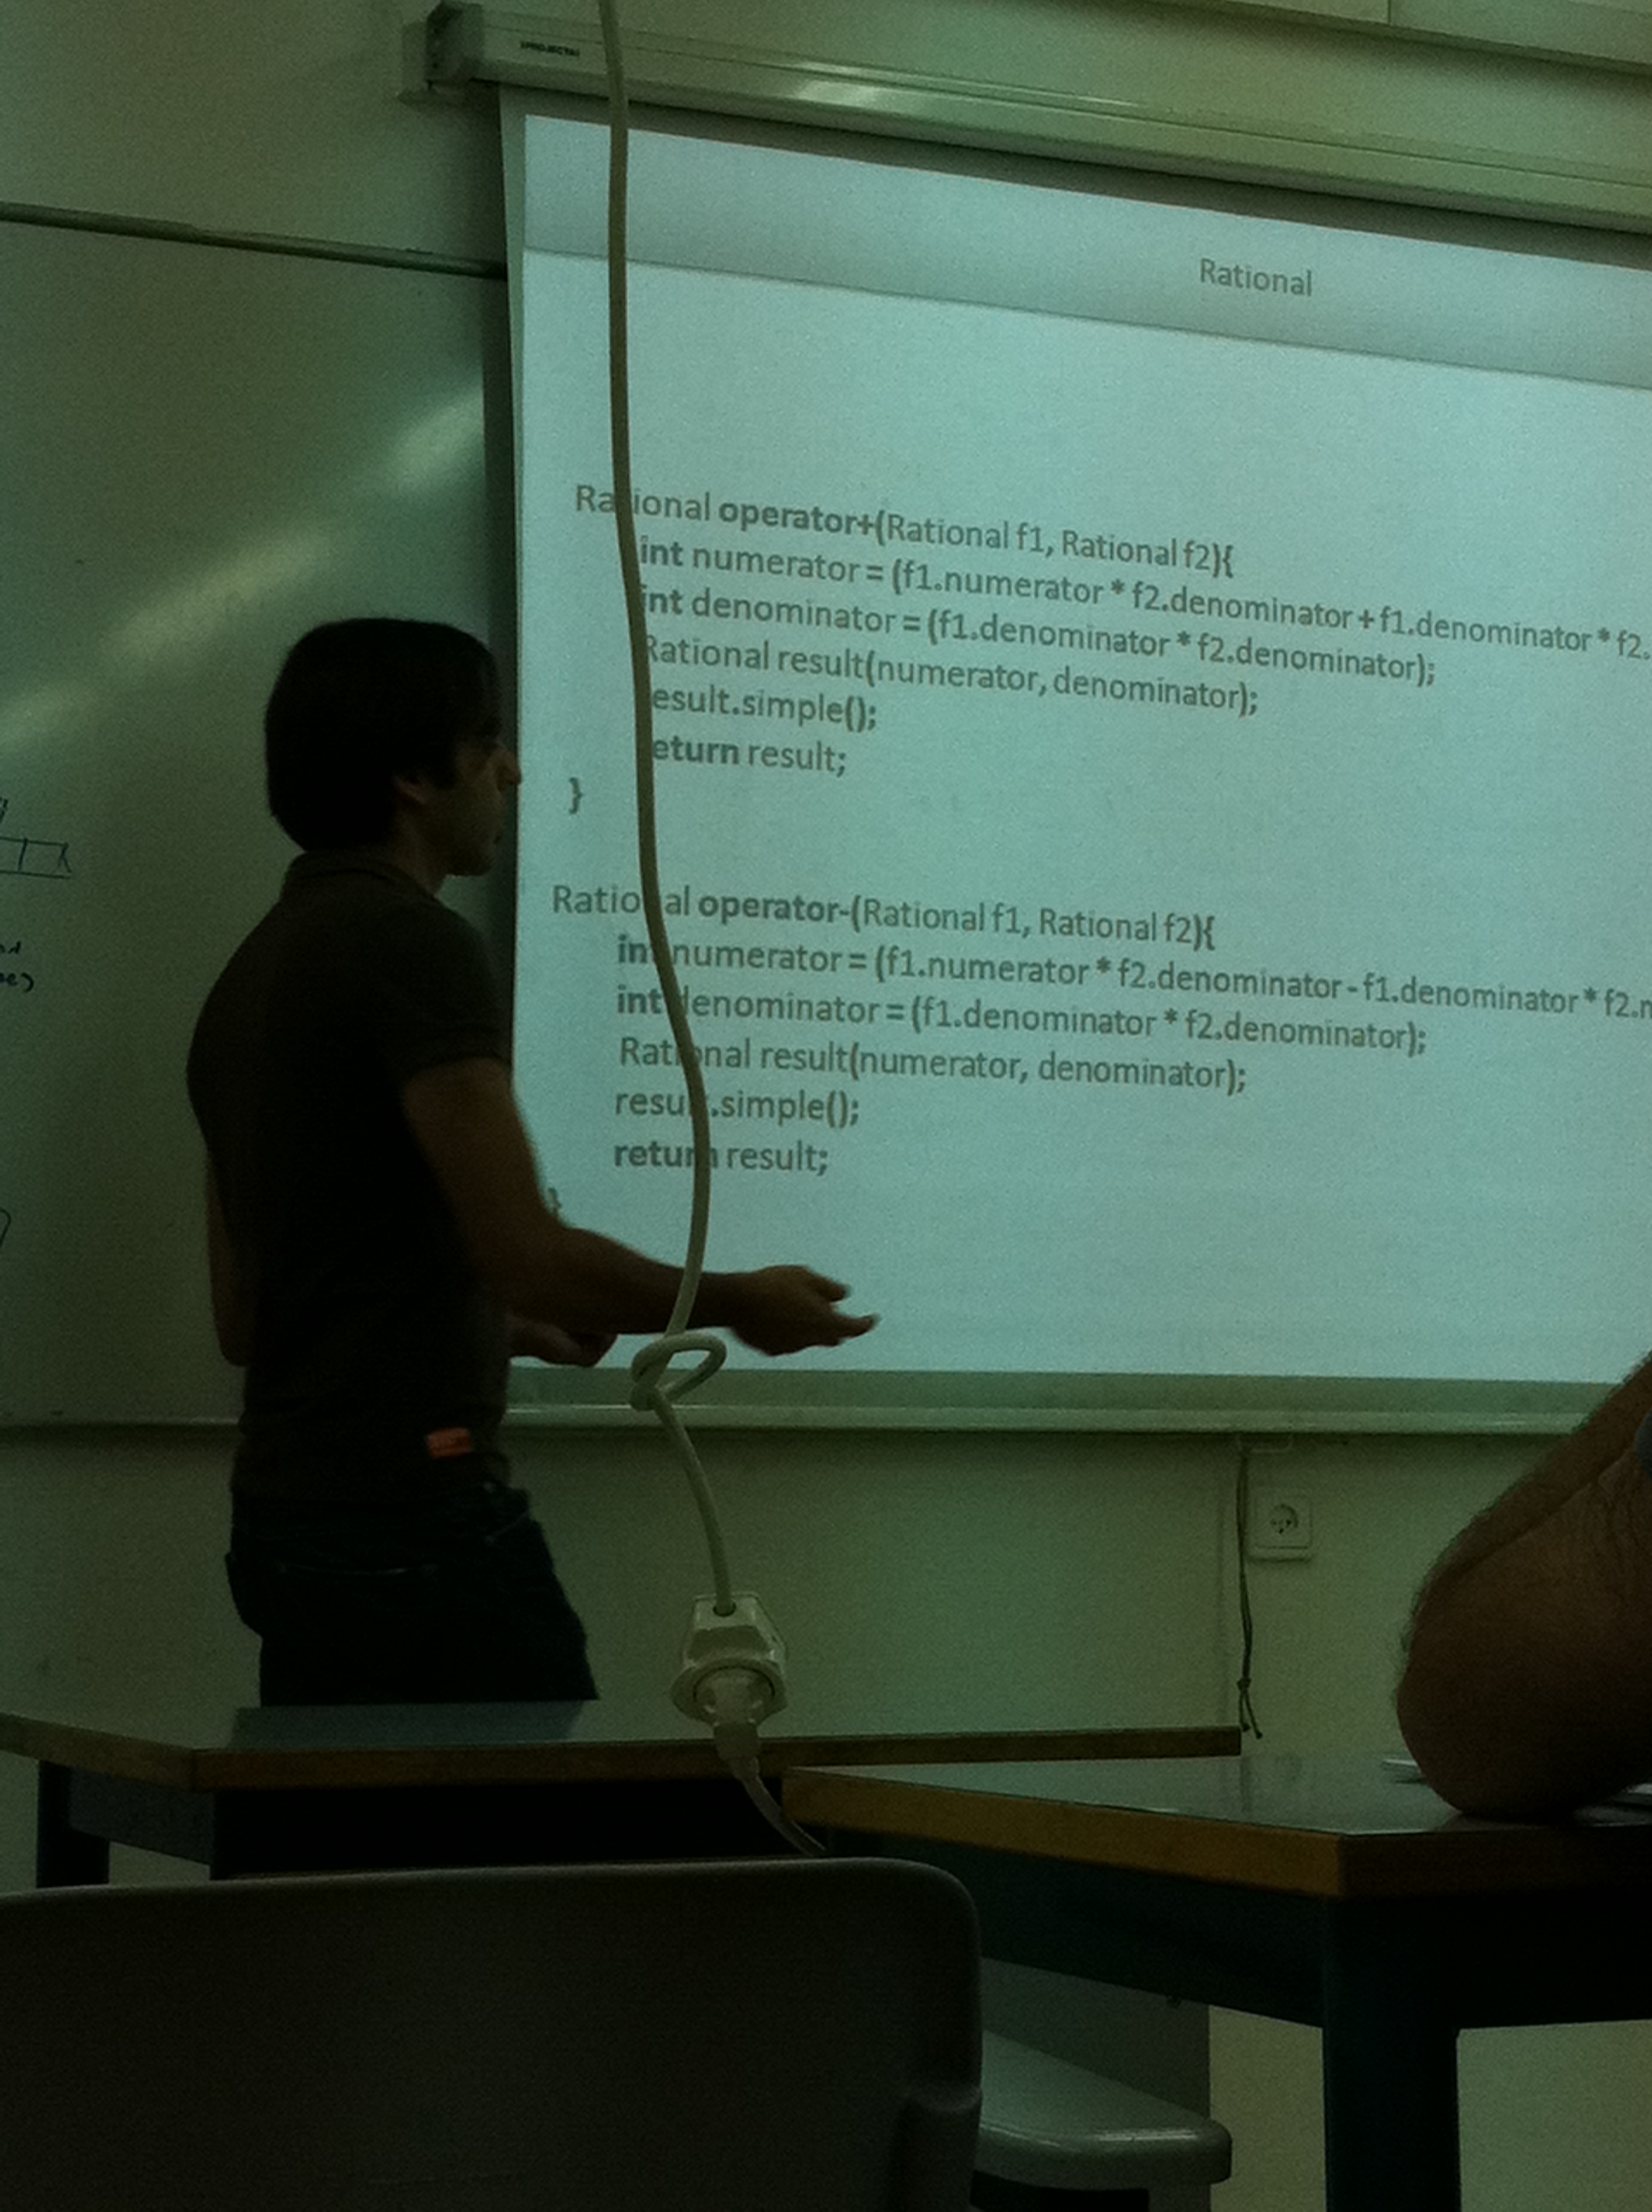 PROJECTA
Rational
Rational operator+(Rational f1, Rational f2){
int numerator = (f1.numerator * f2.denominator + f1.denominator * f2.
int denominator = (f1.denominator * f2.denominator);
Rational result(numerator, denominator);
esult.simple();
eturn result;
}
Rational operator-(Rational f1, Rational f2){
int numerator = (f1.numerator * f2.denominator - f1.denominator * f2.n
int denominator = (f1.denominator * f2.denominator);
Rational result(numerator, denominator);
result.simple();
return result;
}